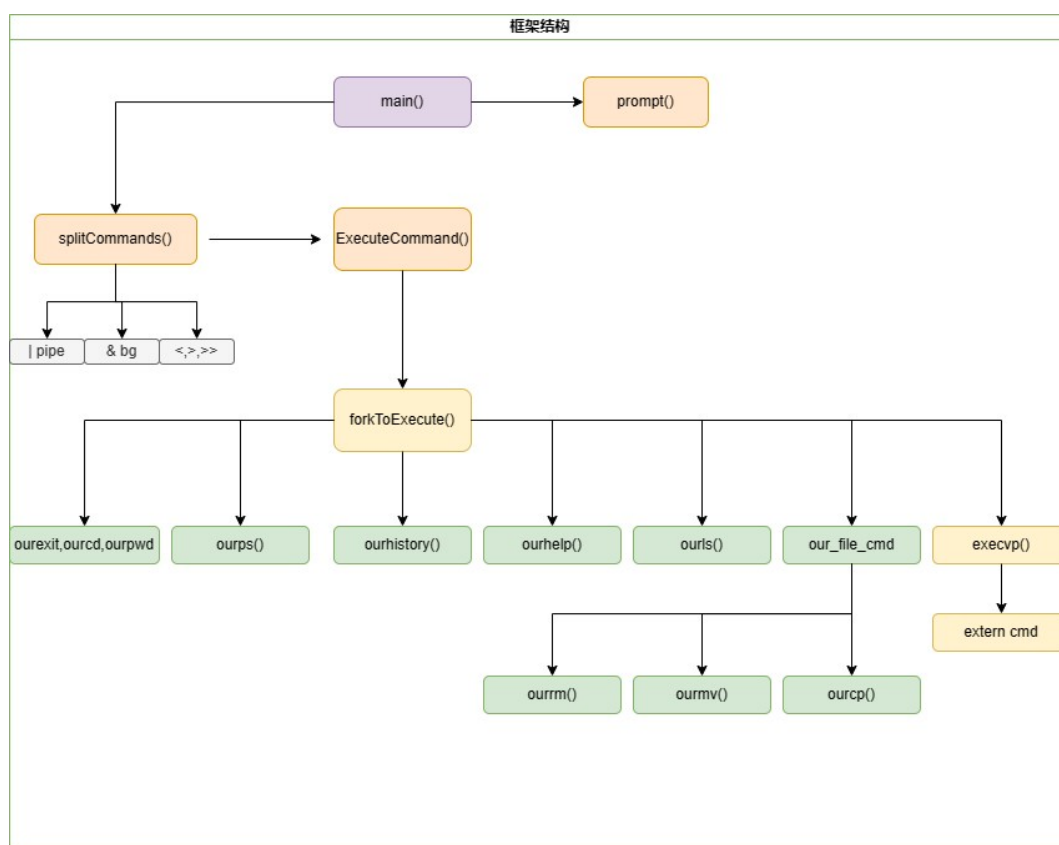 框架结构
main()
prompt()
splitCommands()
ExecuteCommand()
| pipe
& bg
<,>,>>
forkToExecute()
ourexit,ourcd,ourpwd
ourps()
ourhistory()
ourhelp()
ourls()
our_file_cmd
execvp()
extern cmd
ourrm()
ourmv()
ourcp()